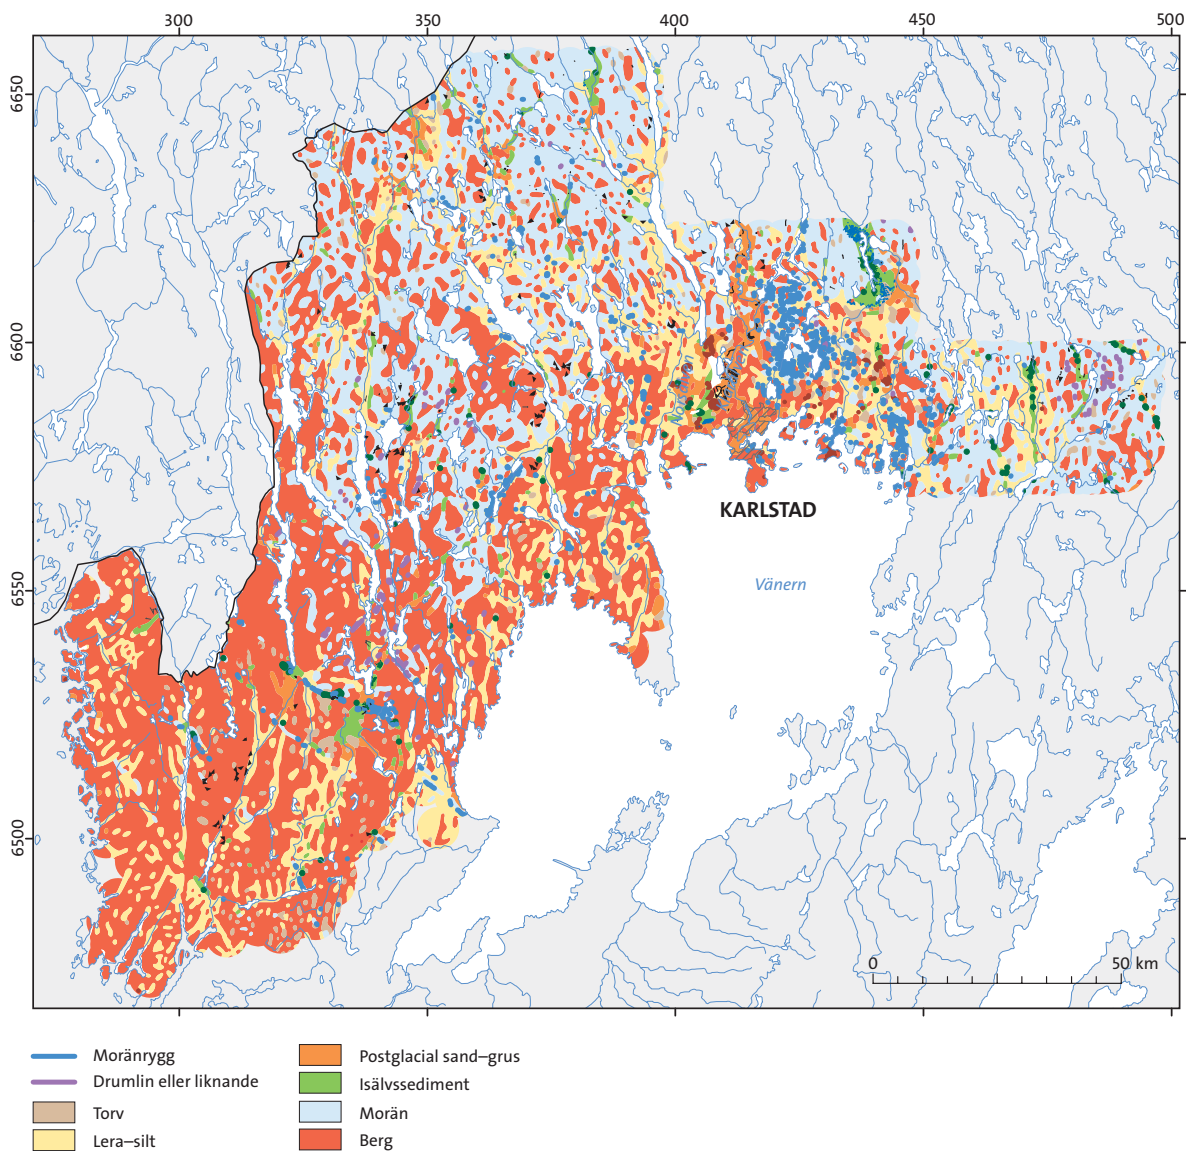 300 350 400 450 500
6650
6600
6550
6500
KARLSTAD
Vänern
0 50 km
Moränrygg
Drumlin eller liknande
Torv
Lera–silt
Postglacial sand–grus
Isälvssediment
Morän
Berg